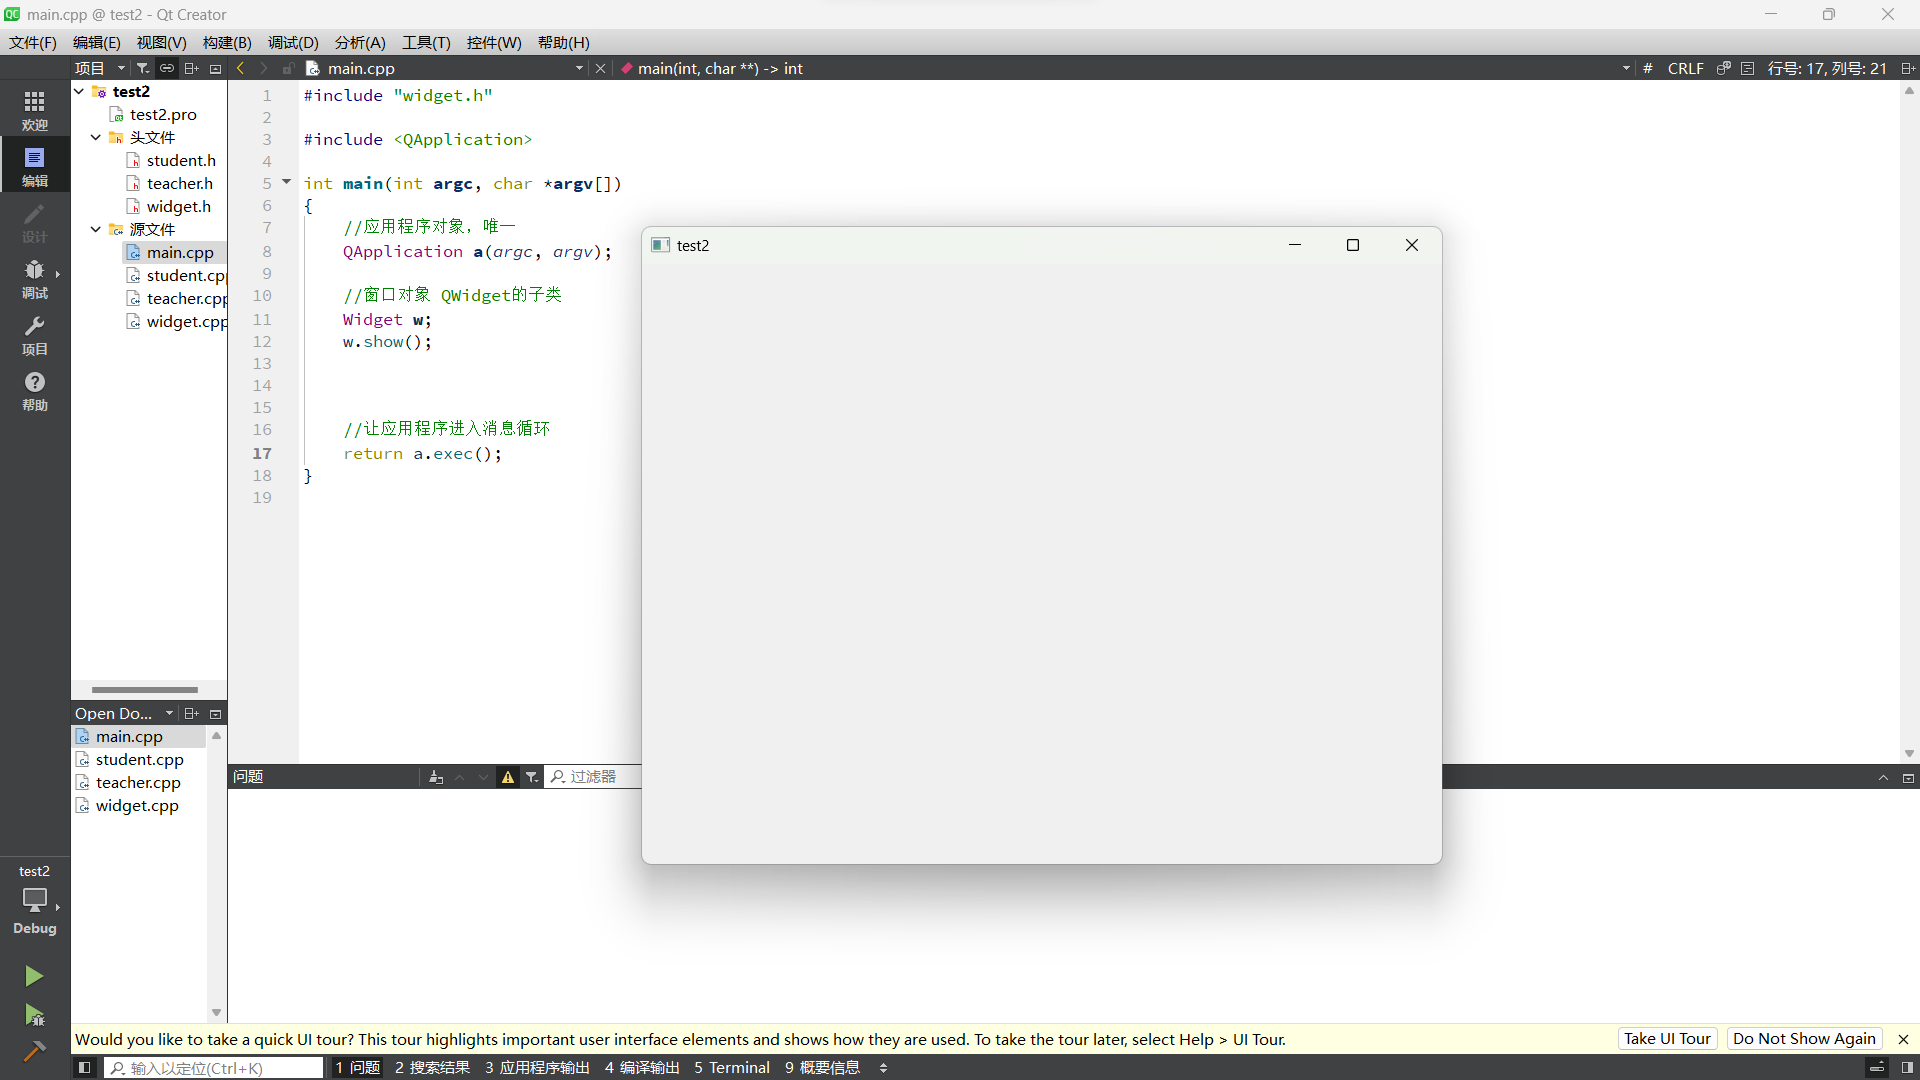 main.cpp @ test2 - Qt Creator
文件(F) 编辑(E) 视图(V) 构建(B) 调试(D) 分析(A) 工具(T) 控件(W) 帮助(H)
项目 main.cpp main(int, char **) -> int # CRLF 行号: 17, 列号: 21
欢迎
编辑
设计
调试
项目
帮助
test2
Debug
test2
test2.pro
头文件
student.h
teacher.h
widget.h
源文件
main.cpp
student.cp
teacher.cpp
widget.cpp
Open Do...
main.cpp
student.cpp
teacher.cpp
widget.cpp
1 #include "widget.h"
2
3 #include <QApplication>
4
5 int main(int argc, char *argv[])
6 {
7 //应用程序对象，唯一
8 QApplication a(argc, argv);
9
10 //窗口对象 QWidget的子类
11 Widget w;
12 w.show();
13
14
15
16 //让应用程序进入消息循环
17 return a.exec();
18 }
19
test2
问题 过滤器
Would you like to take a quick UI tour? This tour highlights important user interface elements and shows how they are used. To take the tour later, select Help > UI Tour. Take UI Tour Do Not Show Again
输入以定位(Ctrl+K) 1 问题 2 搜索结果 3 应用程序输出 4 编译输出 5 Terminal 9 概要信息